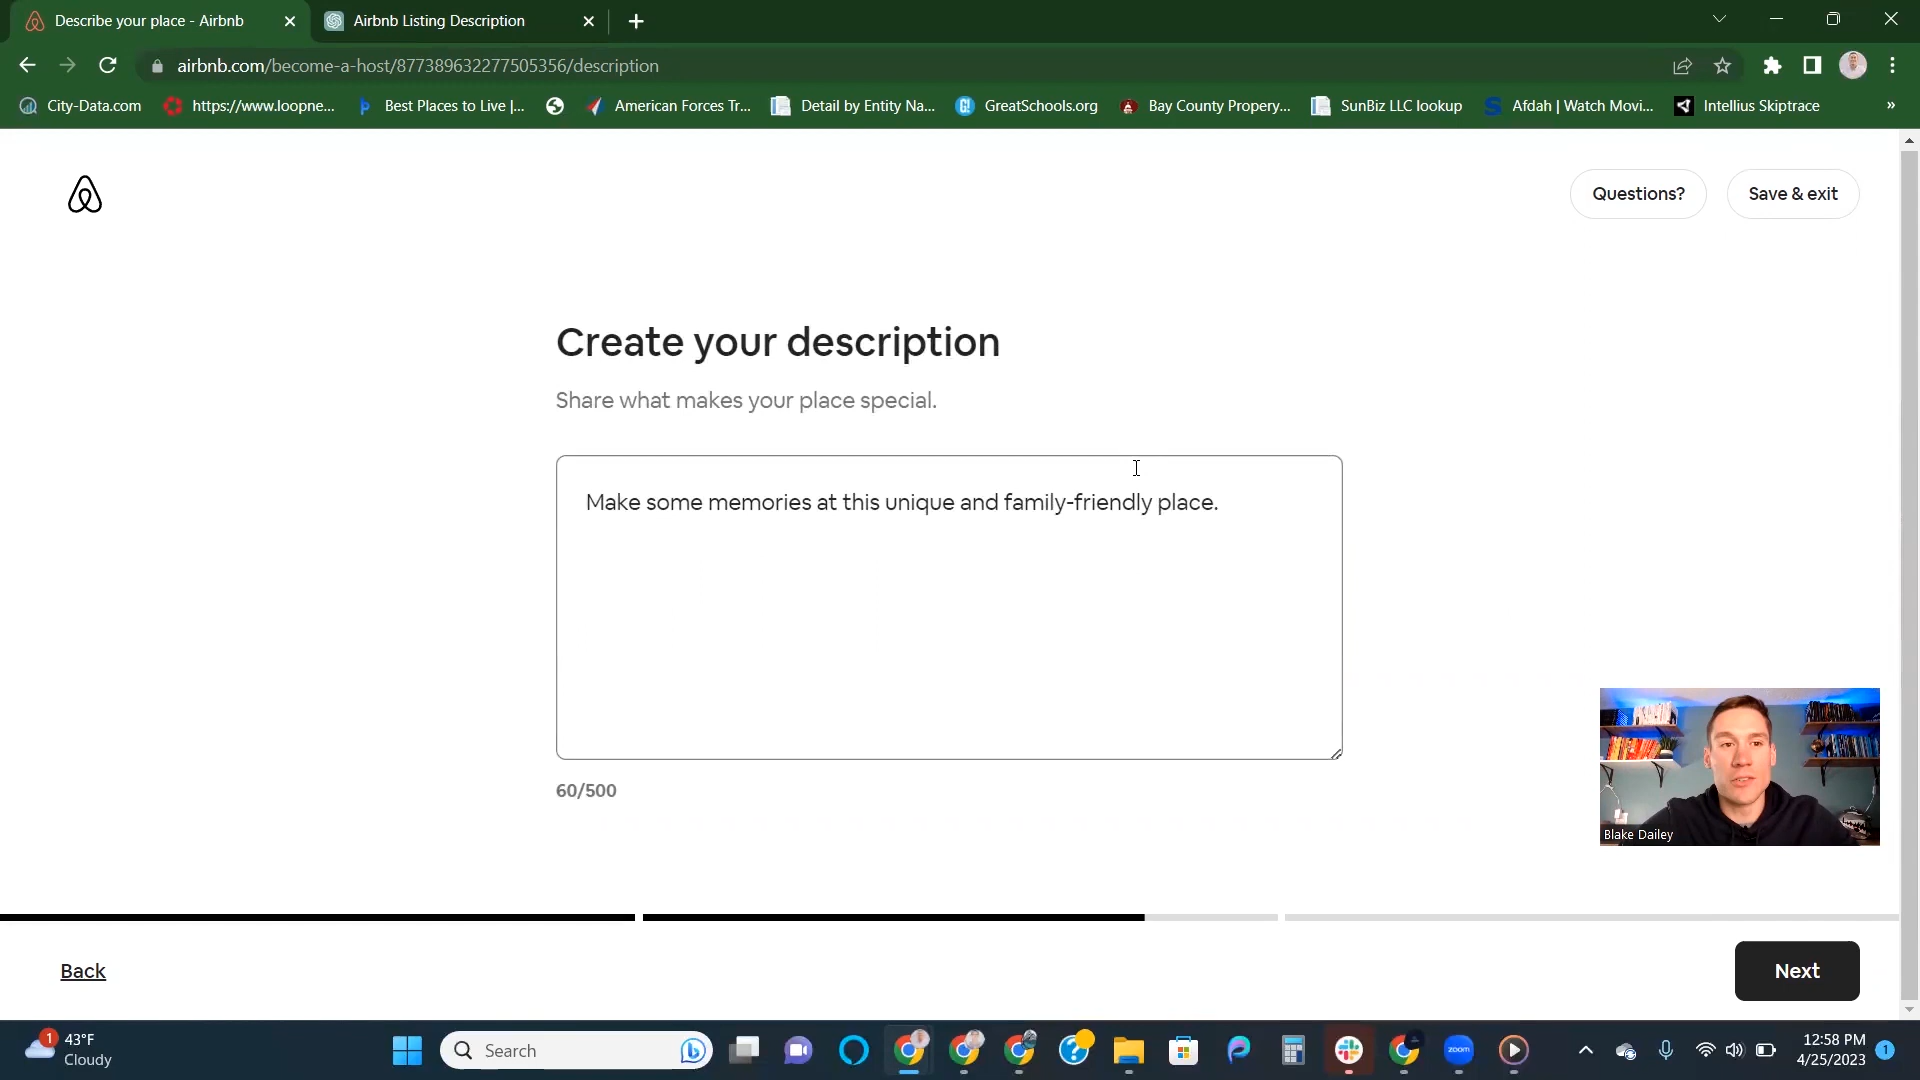 Describe your place - Airbnb
Airbnb Listing Description
airbnb.com/become-a-host/877389632277505356/description
City-Data.com
https://www.loopne...
Best Places to Live |...
American Forces Tr...
Detail by Entity Na...
GreatSchools.org
Bay County Propery...
SunBiz LLC lookup
Afdah | Watch Movi...
Intellius Skiptrace
»
Questions?
Save & exit
Create your description
Share what makes your place special.
Make some memories at this unique and family-friendly place.
60/500
Blake Dailey
Back
Next
1
43°F
Cloudy
Search
zoom
12:58 PM
4/25/2023
1